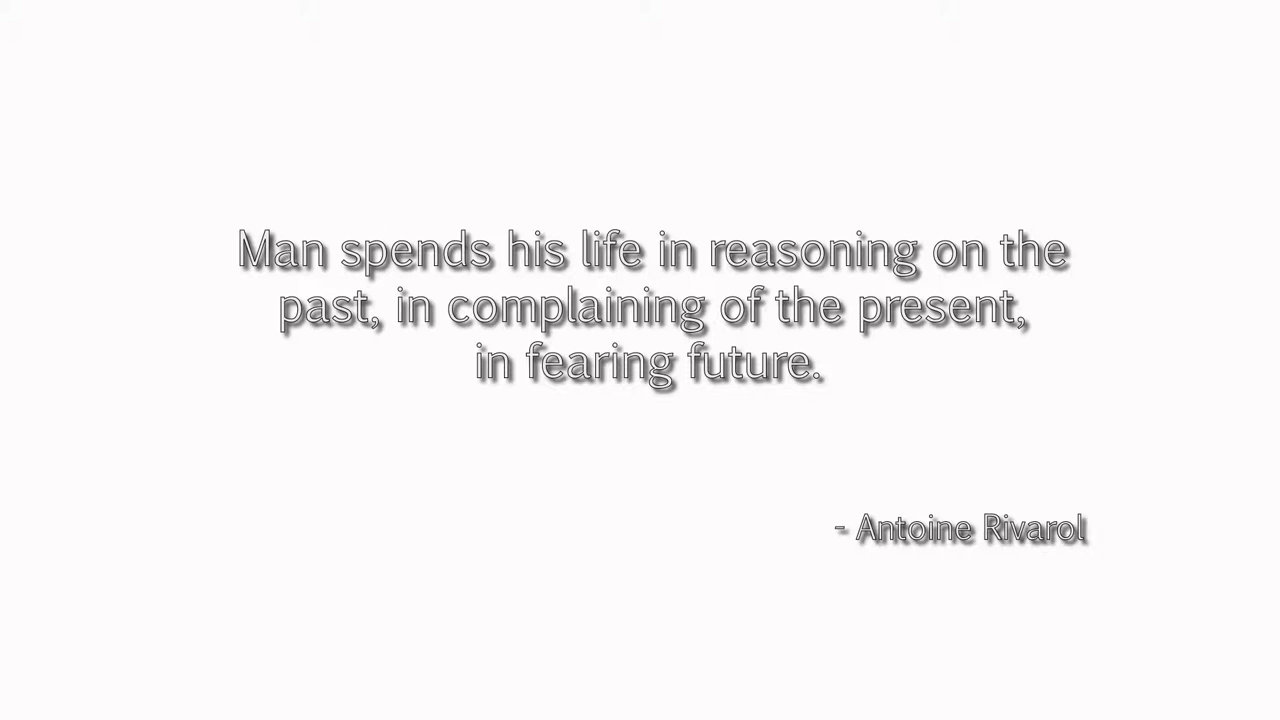 Man spends his life in reasoning on the
past, in complaining of the present,
in fearing future.
- Antoine Rivarol